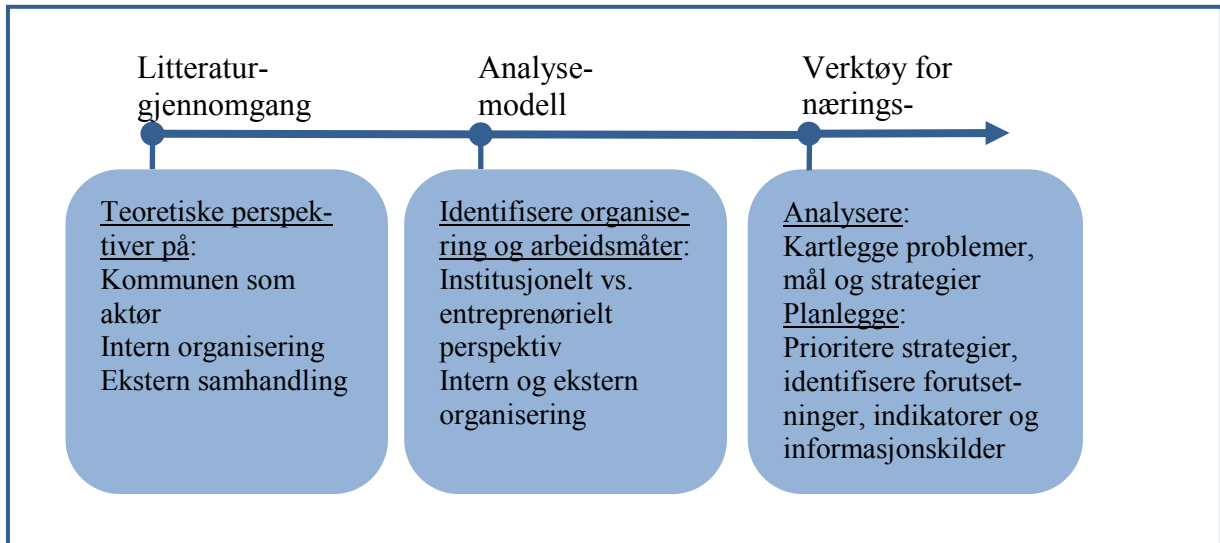 Litteratur-
gjennomgang
Analyse-
modell
Verktøy for
nærings-
Teoretiske perspek-
tiver på:
Kommunen som
aktør
Intern organisering
Ekstern samhandling
Identifisere organise-
ring og arbeidsmåter:
Institusjonelt vs.
entreprenørielt
perspektiv
Intern og ekstern
organisering
Analysere:
Kartlegge problemer,
mål og strategier
Planlegge:
Prioritere strategier,
identifisere forutset-
ninger, indikatorer og
informasjonskilder